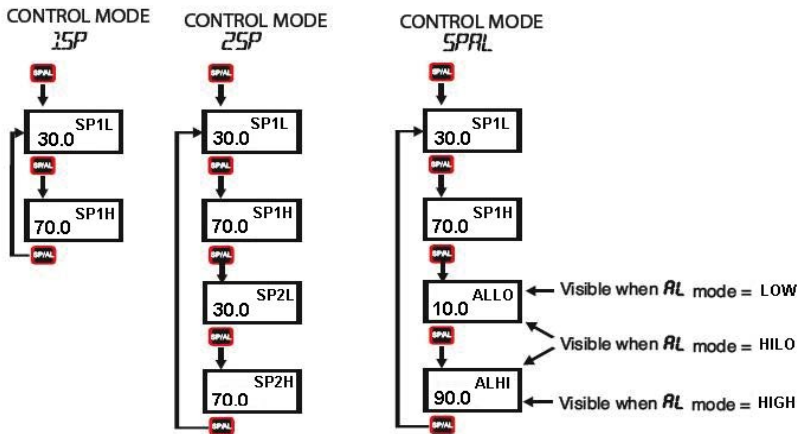 CONTROL MODE
1SP
SP/AL
30.0 SP1L
SP/AL
70.0 SP1H
SP/AL
CONTROL MODE
2SP
SP/AL
30.0 SP1L
SP/AL
70.0 SP1H
SP/AL
30.0 SP2L
SP/AL
70.0 SP2H
SP/AL
CONTROL MODE
SPAL
SP/AL
30.0 SP1L
SP/AL
70.0 SP1H
SP/AL
10.0 ALLO
SP/AL
90.0 ALHI
SP/AL
Visible when AL mode = LOW
Visible when AL mode = HILO
Visible when AL mode = HIGH